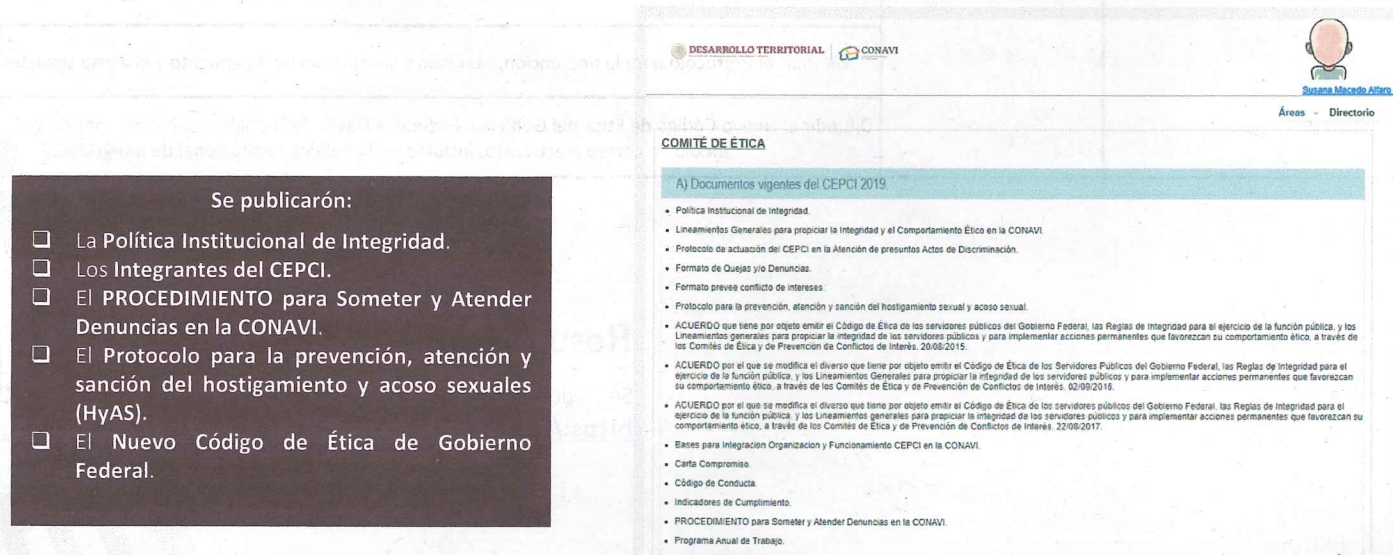 DESARROLLO TERRITORIAL
CONAVI
Susana Macedo Alfaro
Áreas - Directorio
COMITÉ DE ÉTICA
A) Documentos vigentes del CEPCI 2019.
• Política Institucional de Integridad.
• Lineamientos Generales para propiciar la Integridad y el Comportamiento Ético en la CONAVI.
• Protocolo de actuación del CEPCI en la Atención de presuntos Actos de Discriminación.
• Formato de Quejas y/o Denuncias.
• Formato prevee conflicto de intereses.
• Protocolo para la prevención, atención y sanción del hostigamiento sexual y acoso sexual.
• ACUERDO que tiene por objeto emitir el Código de Ética de los servidores públicos del Gobierno Federal, las Reglas de Integridad para el ejercicio de la función pública, y los
Lineamientos generales para propiciar la integridad de los servidores públicos y para implementar acciones permanentes que favorezcan su comportamiento ético, a través de
los Comités de Ética y de Prevención de Conflictos de Interés. 20/08/2015.
• ACUERDO por el que se modifica el diverso que tiene por objeto emitir el Código de Ética de los Servidores Públicos del Gobierno Federal, las Reglas de Integridad para el
ejercicio de la función pública, y los Lineamientos Generales para propiciar la integridad de los servidores públicos y para implementar acciones permanentes que favorezcan
su comportamiento ético, a través de los Comités de Ética y de Prevención de Conflictos de Interés. 02/09/2016.
• ACUERDO por el que se modifica el diverso que tiene por objeto emitir el Código de Ética de los servidores públicos del Gobierno Federal, las Reglas de Integridad para el
ejercicio de la función pública, y los Lineamientos generales para propiciar la integridad de los servidores públicos y para implementar acciones permanentes que favorezcan su
comportamiento ético, a través de los Comités de Ética y de Prevención de Conflictos de Interés. 22/08/2017.
• Bases para Integracion Organizacion y Funcionamiento CEPCI en la CONAVI.
• Carta Compromiso.
• Código de Conducta.
• Indicadores de Cumplimiento.
• PROCEDIMIENTO para Someter y Atender Denuncias en la CONAVI.
• Programa Anual de Trabajo.
Se publicarón:
❑ La Política Institucional de Integridad.
❑ Los Integrantes del CEPCI.
❑ El PROCEDIMIENTO para Someter y Atender
Denuncias en la CONAVI.
❑ El Protocolo para la prevención, atención y
sanción del hostigamiento y acoso sexuales
(HyAS).
❑ El Nuevo Código de Ética de Gobierno
Federal.